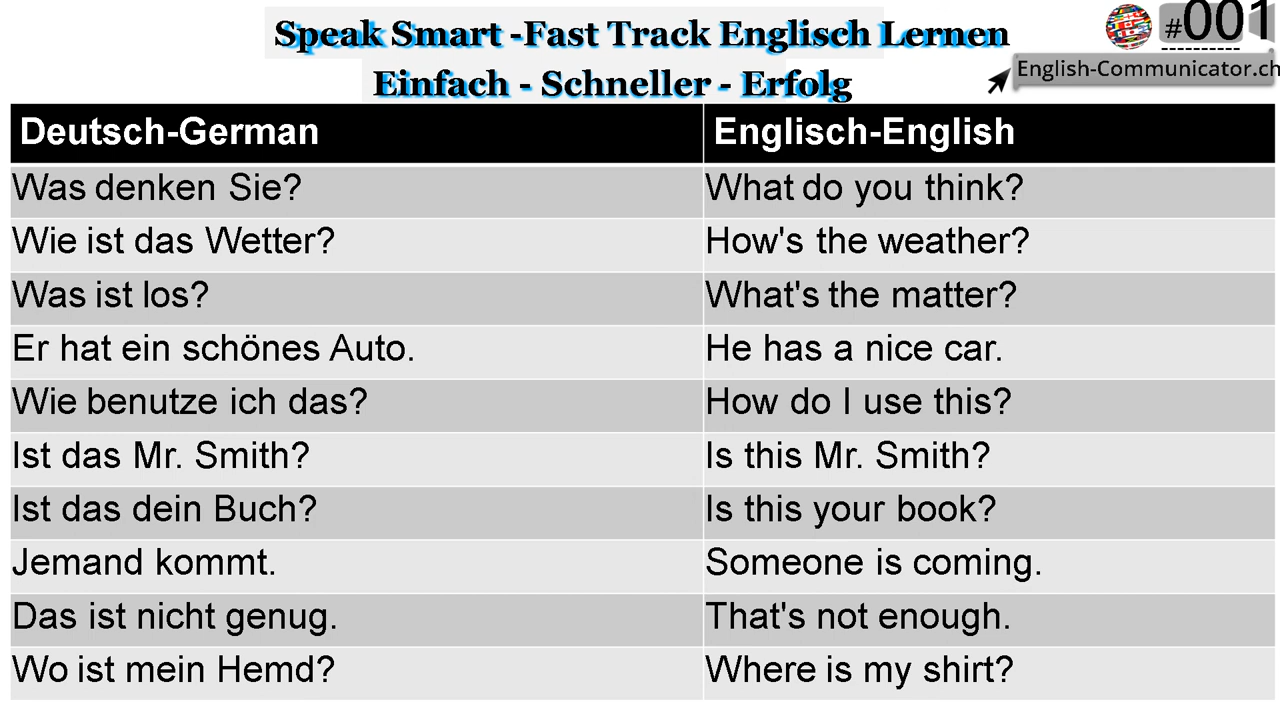 Speak Smart -Fast Track Englisch Lernen
Einfach - Schneller - Erfolg
#001
English-Communicator.ch
Deutsch-German Englisch-English
Was denken Sie? What do you think?
Wie ist das Wetter? How's the weather?
Was ist los? What's the matter?
Er hat ein schönes Auto. He has a nice car.
Wie benutze ich das? How do I use this?
Ist das Mr. Smith? Is this Mr. Smith?
Ist das dein Buch? Is this your book?
Jemand kommt. Someone is coming.
Das ist nicht genug. That's not enough.
Wo ist mein Hemd? Where is my shirt?